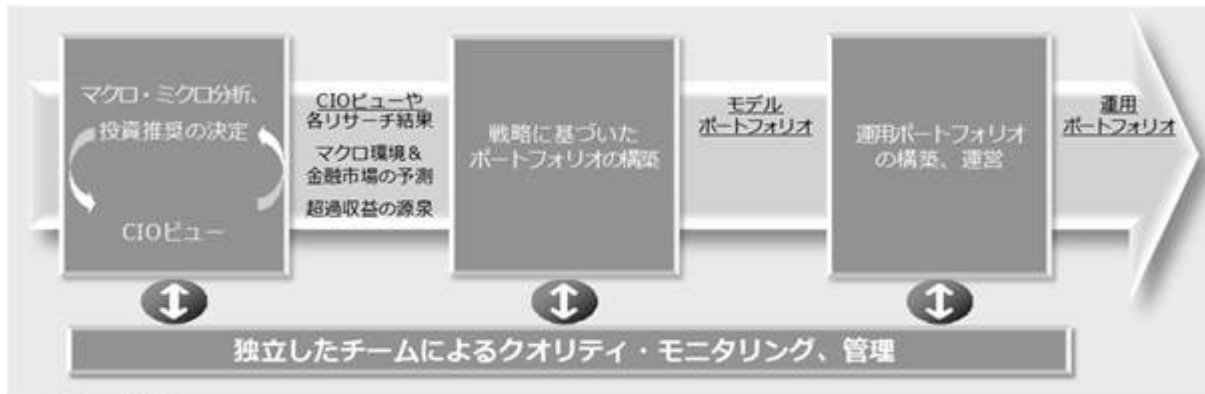 マクロ・ミクロ分析、
投資推奨の決定
CIOビュー
CIOビューや
各リサーチ結果
マクロ環境＆
金融市場の予測
超過収益の源泉
戦略に基づいた
ポートフォリオの構築
モデル
ポートフォリオ
運用ポートフォリオ
の構築、運営
運用
ポートフォリオ
独立したチームによるクオリティ・モニタリング、管理